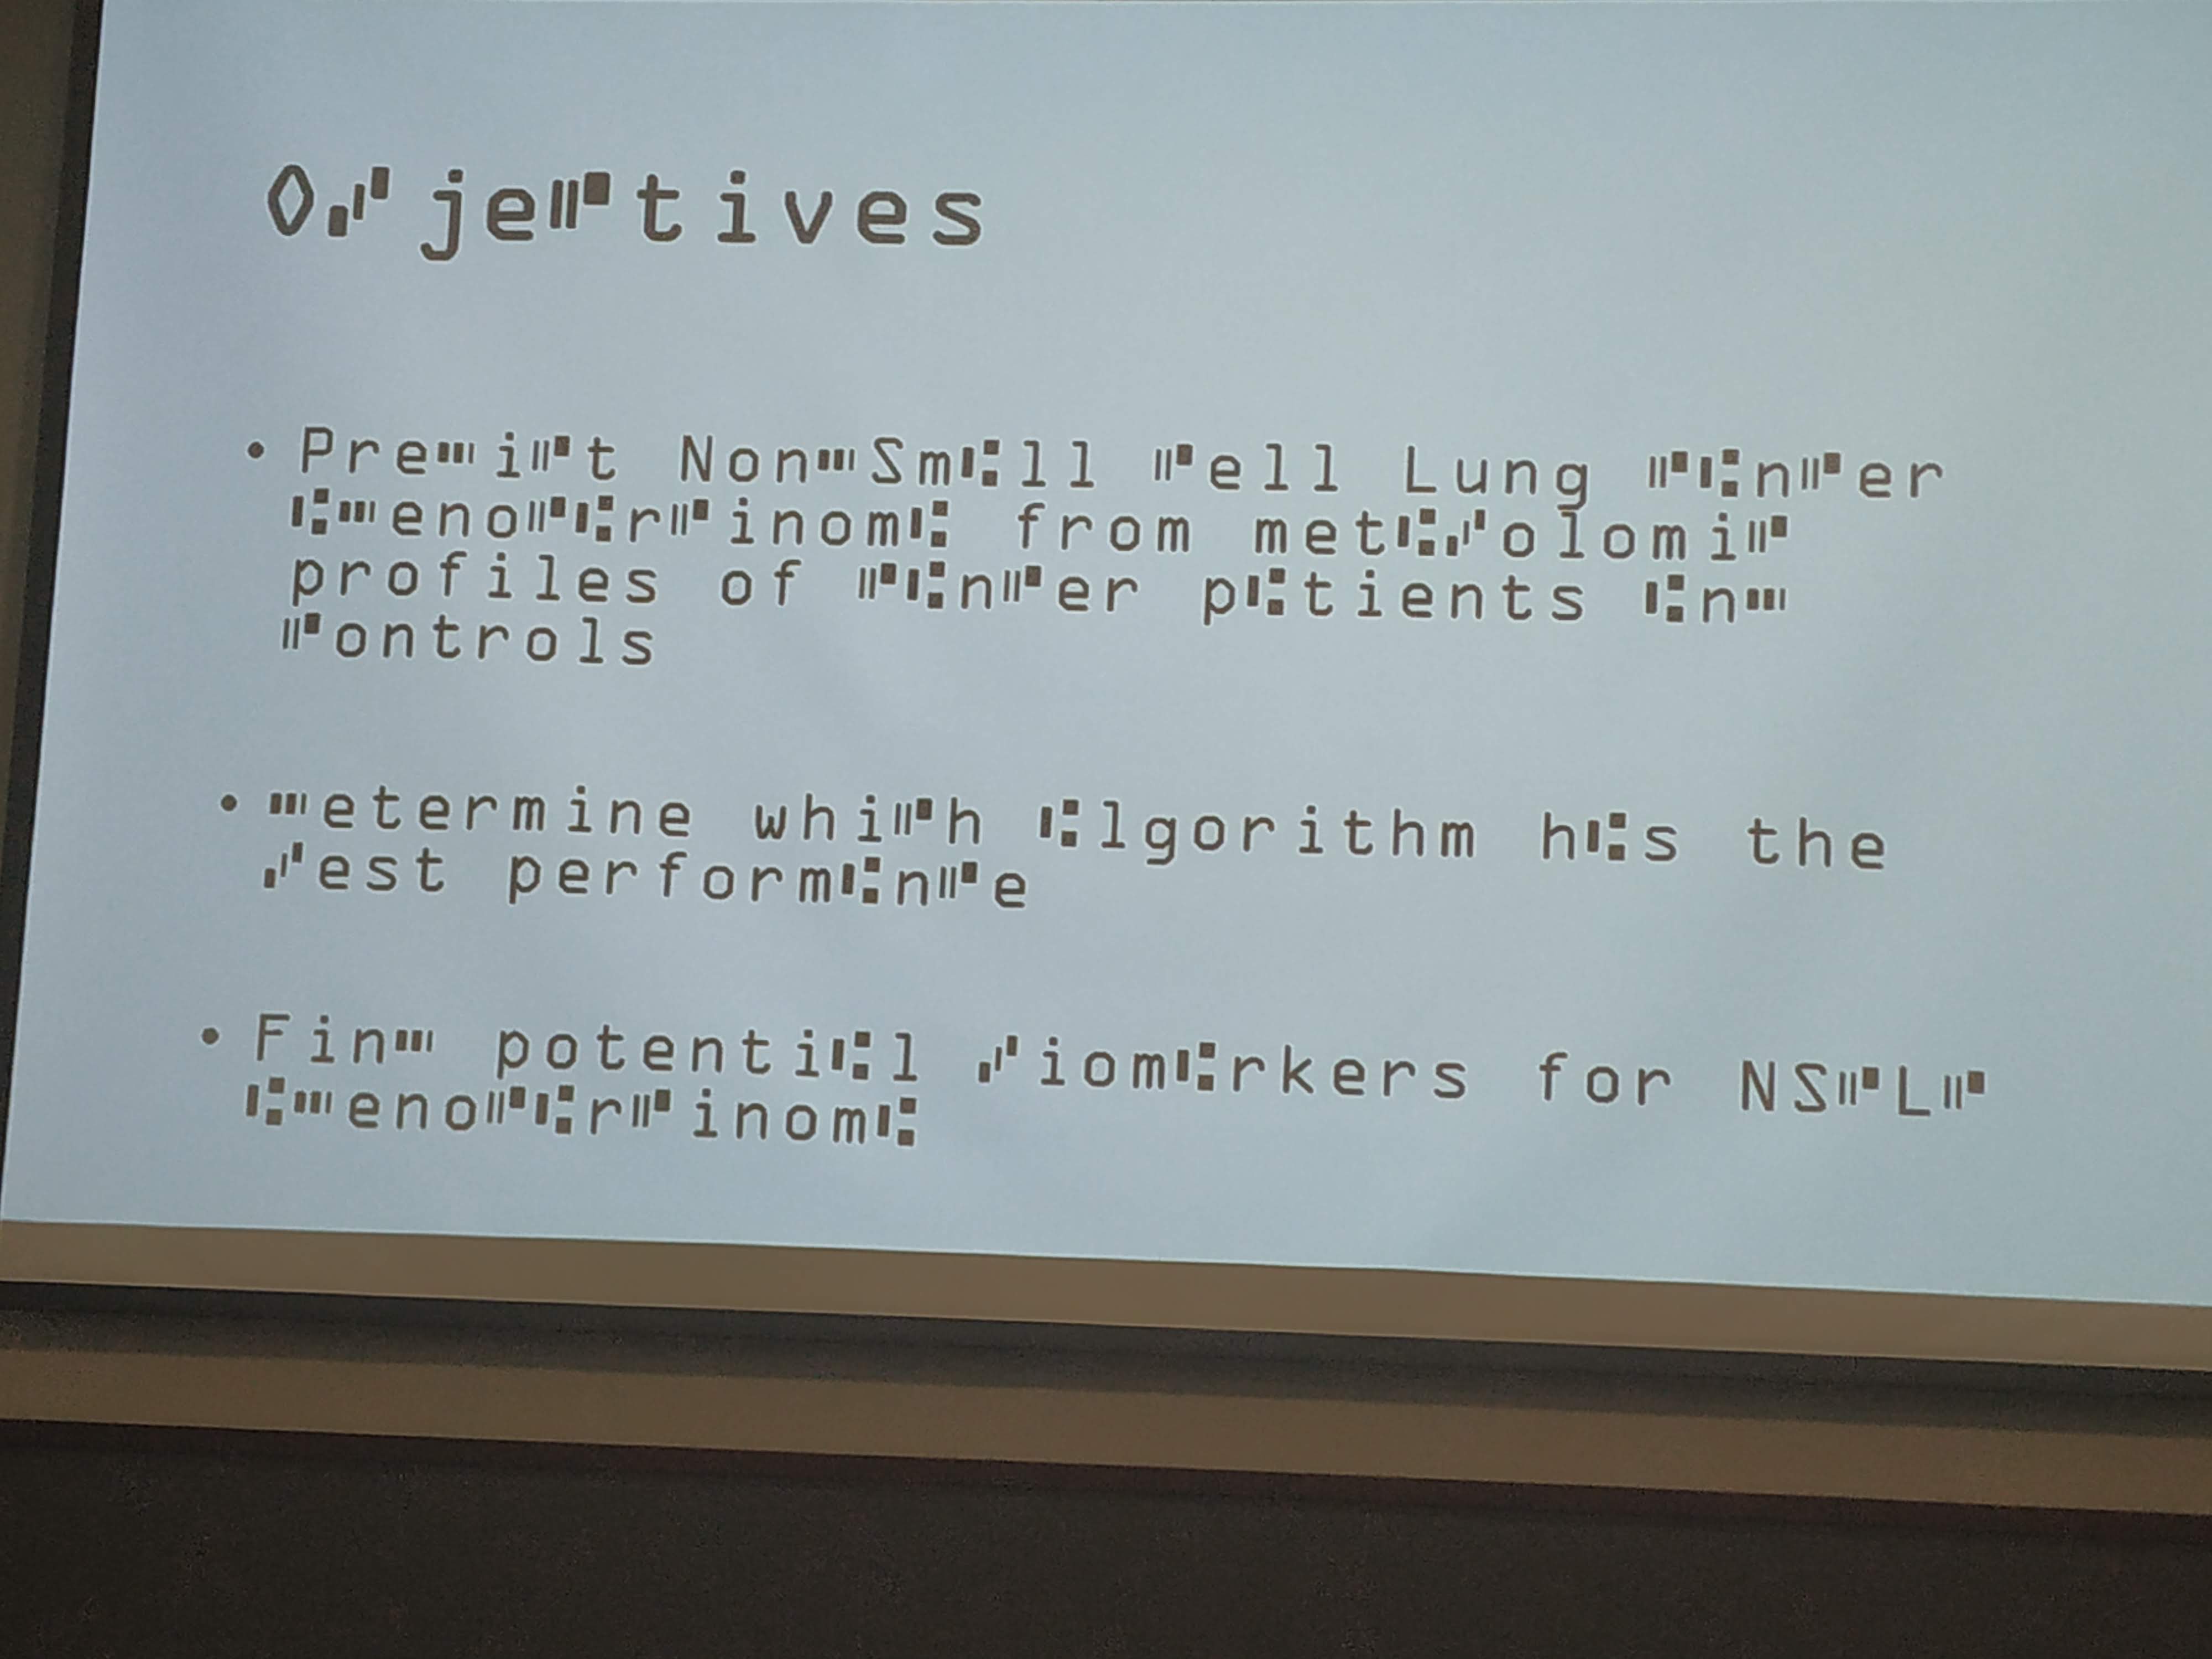 Objectives
• Predict Non-Small Cell Lung Cancer
adenocarcinoma from metabolomic
profiles of cancer patients and
controls
• Determine which algorithm has the
best performance
• Find potential biomarkers for NSCLC
adenocarcinoma